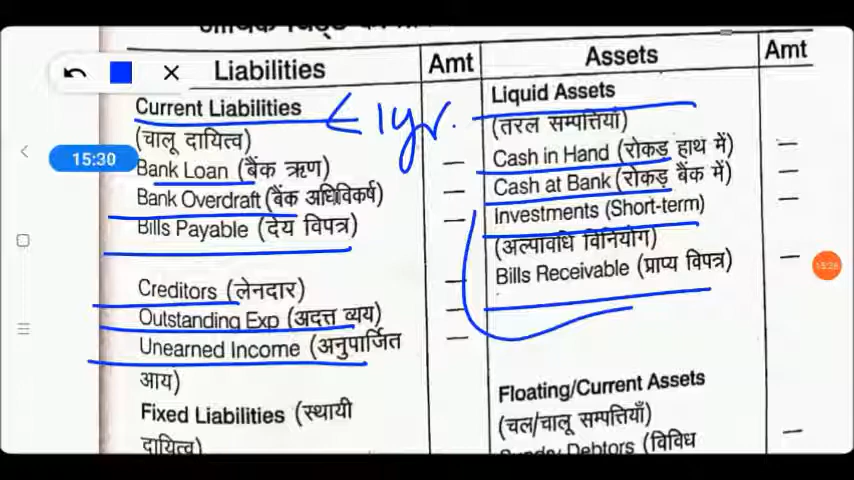 Liabilities Amt Assets Amt
Current Liabilities < 1yr.
(चालू दायित्व)
15:30
Bank Loan (बैंक ऋण) —
Bank Overdraft (बैंक अधिविकर्ष) —
Bills Payable (देय विपत्र) —
Creditors (लेनदार) —
Outstanding Exp (अदत्त व्यय) —
Unearned Income (अनुपार्जित —
आय)
Fixed Liabilities (स्थायी
दायित्व)
Liquid Assets
(तरल सम्पत्तियाँ)
Cash in Hand (रोकड़ हाथ में) —
Cash at Bank (रोकड़ बैंक में) —
Investments (Short-term) —
(अल्पावधि विनियोग)
Bills Receivable (प्राप्य विपत्र) —
Floating/Current Assets
(चल/चालू सम्पत्तियाँ)
Sundry Debtors (विविध —